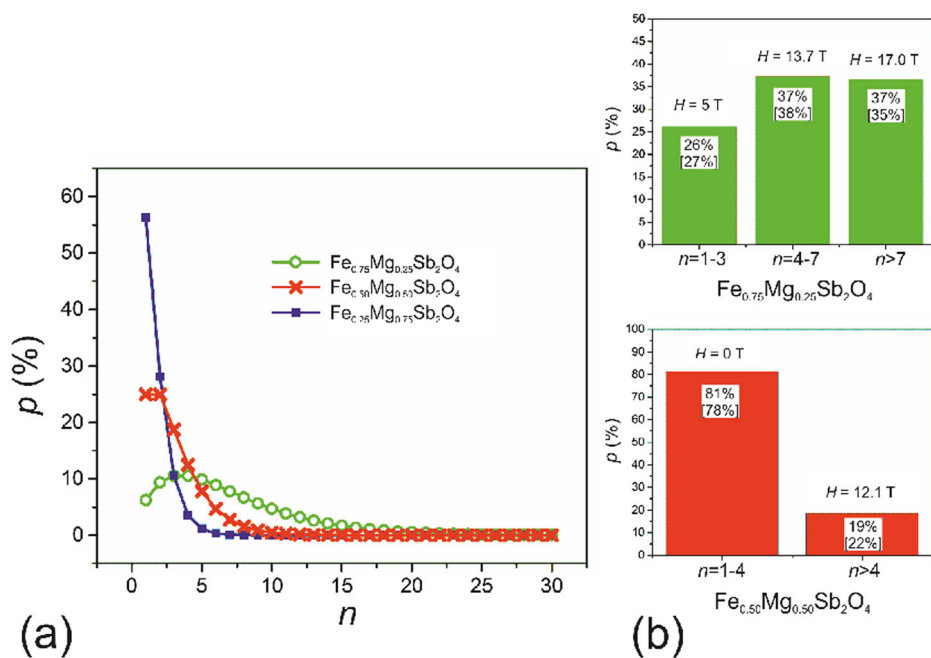 60
50
40
30
20
10
0
p (%)
0
5
10
15
20
25
30
n
Fe0.75Mg0.25Sb2O4
Fe0.50Mg0.50Sb2O4
Fe0.25Mg0.75Sb2O4
(a)
50
45
40
35
30
25
20
15
10
5
0
p (%)
H = 5 T
H = 13.7 T
H = 17.0 T
26%
[27%]
37%
[38%]
37%
[35%]
n=1-3
n=4-7
n>7
Fe0.75Mg0.25Sb2O4
100
90
80
70
60
50
40
30
20
10
0
p (%)
H = 0 T
H = 12.1 T
81%
[78%]
19%
[22%]
n=1-4
n>4
Fe0.50Mg0.50Sb2O4
(b)